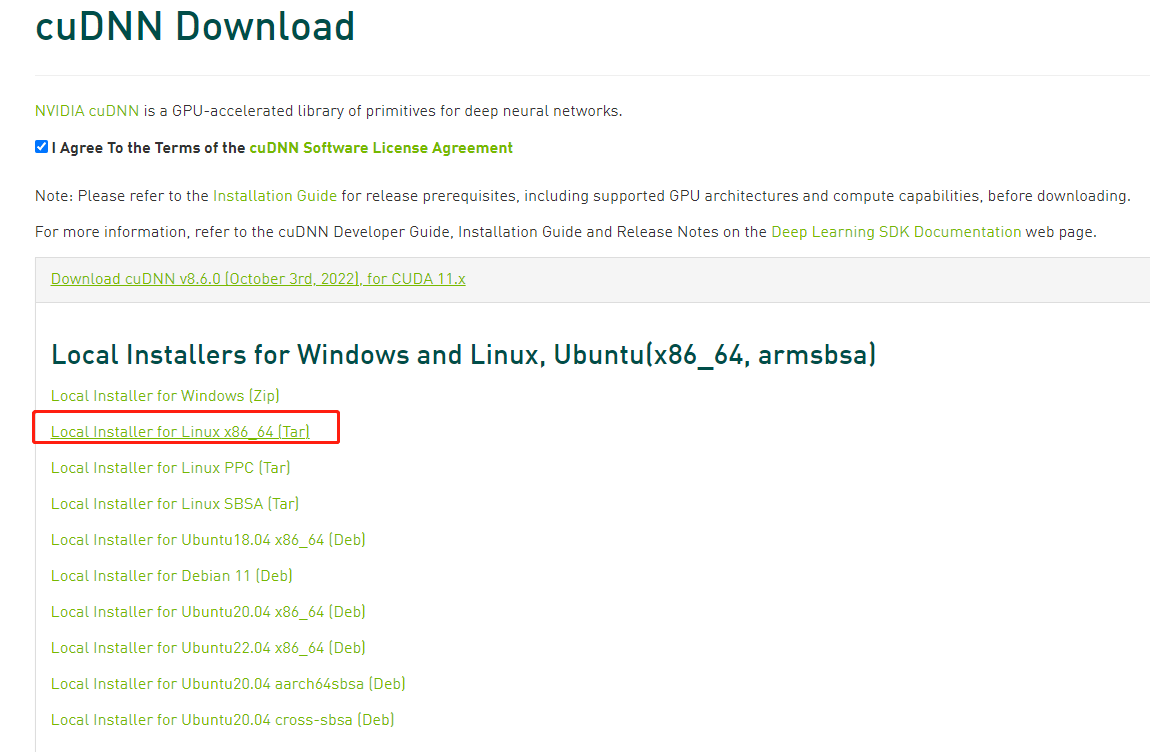 cuDNN Download
NVIDIA cuDNN is a GPU-accelerated library of primitives for deep neural networks.
I Agree To the Terms of the cuDNN Software License Agreement
Note: Please refer to the Installation Guide for release prerequisites, including supported GPU architectures and compute capabilities, before downloading.
For more information, refer to the cuDNN Developer Guide, Installation Guide and Release Notes on the Deep Learning SDK Documentation web page.
Download cuDNN v8.6.0 (October 3rd, 2022), for CUDA 11.x
Local Installers for Windows and Linux, Ubuntu(x86_64, armsbsa)
Local Installer for Windows (Zip)
Local Installer for Linux x86_64 (Tar)
Local Installer for Linux PPC (Tar)
Local Installer for Linux SBSA (Tar)
Local Installer for Ubuntu18.04 x86_64 (Deb)
Local Installer for Debian 11 (Deb)
Local Installer for Ubuntu20.04 x86_64 (Deb)
Local Installer for Ubuntu22.04 x86_64 (Deb)
Local Installer for Ubuntu20.04 aarch64sbsa (Deb)
Local Installer for Ubuntu20.04 cross-sbsa (Deb)